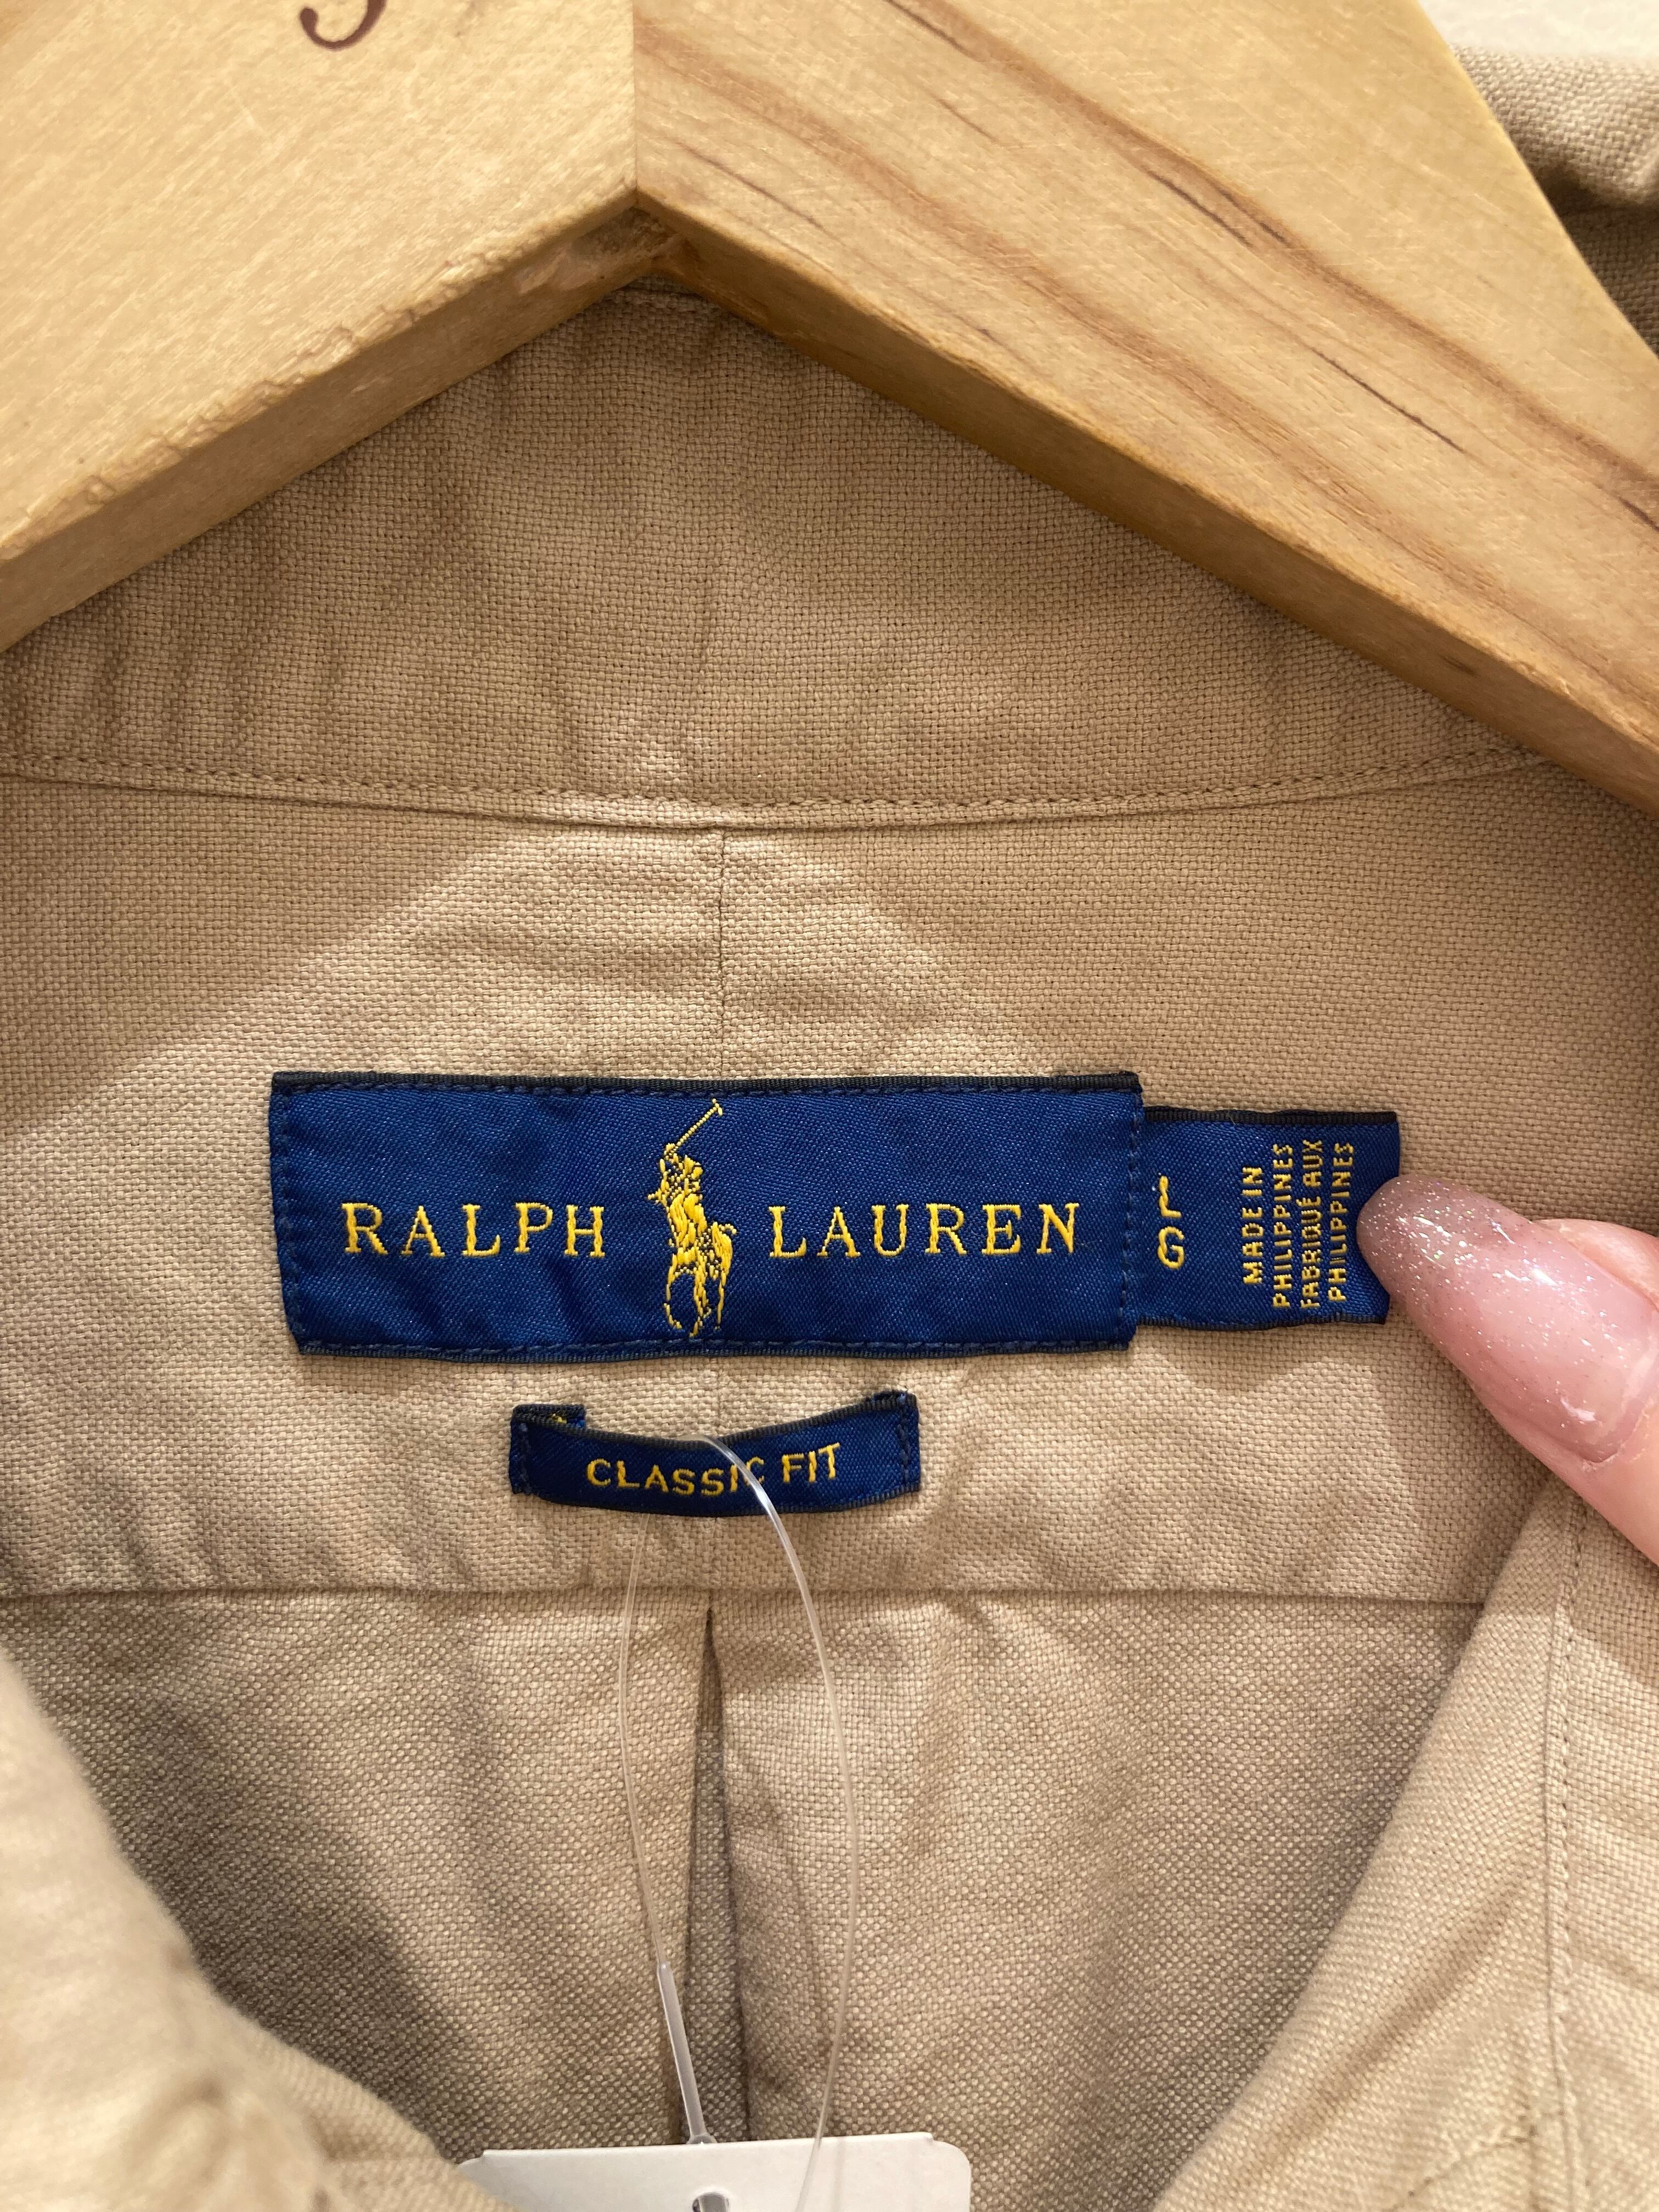 RALPH LAUREN
L
G
MADE IN
PHILIPPINES
FABRIQUÉ AUX
PHILIPPINES
CLASSIC FIT